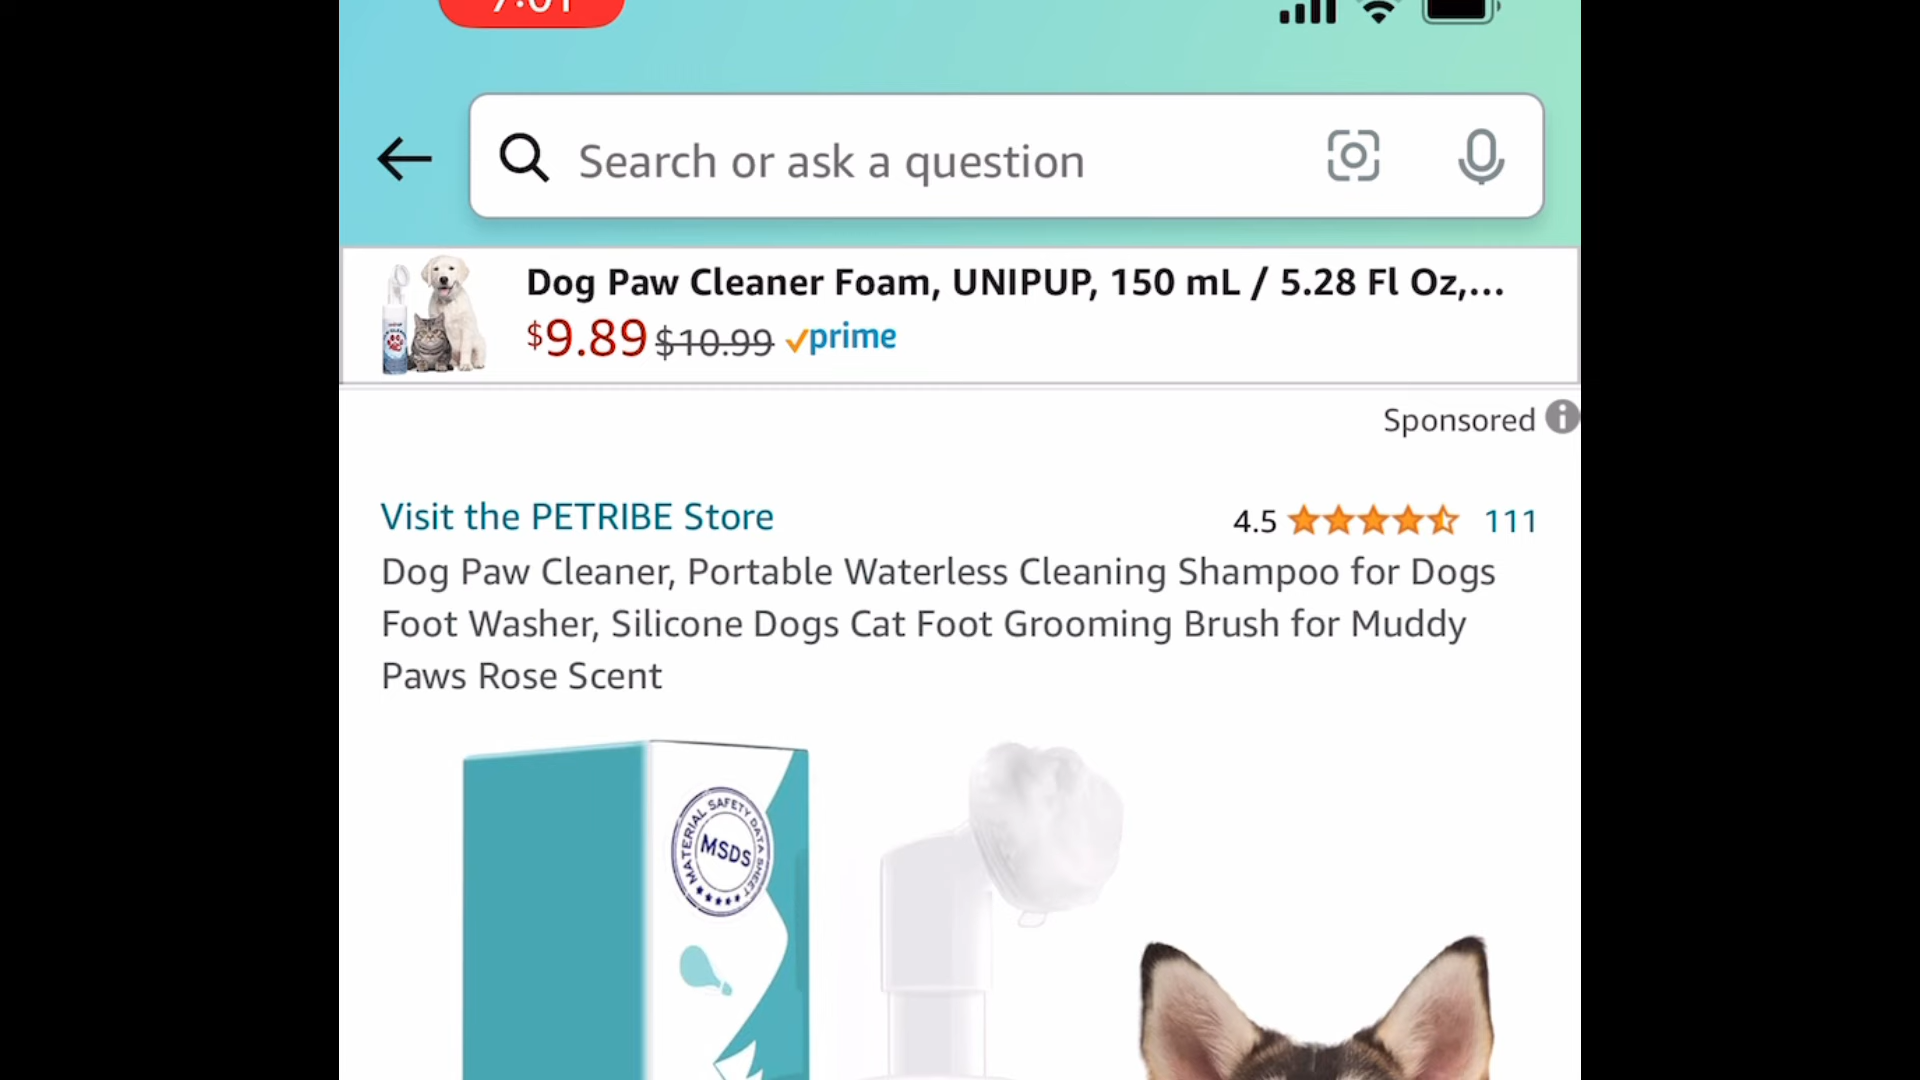 7:01
Search or ask a question
Dog Paw Cleaner Foam, UNIPUP, 150 mL / 5.28 Fl Oz,...
$9.89 $10.99 prime
Sponsored
Visit the PETRIBE Store 4.5 111
Dog Paw Cleaner, Portable Waterless Cleaning Shampoo for Dogs
Foot Washer, Silicone Dogs Cat Foot Grooming Brush for Muddy
Paws Rose Scent
MATERIAL SAFETY DATA SHEET
MSDS